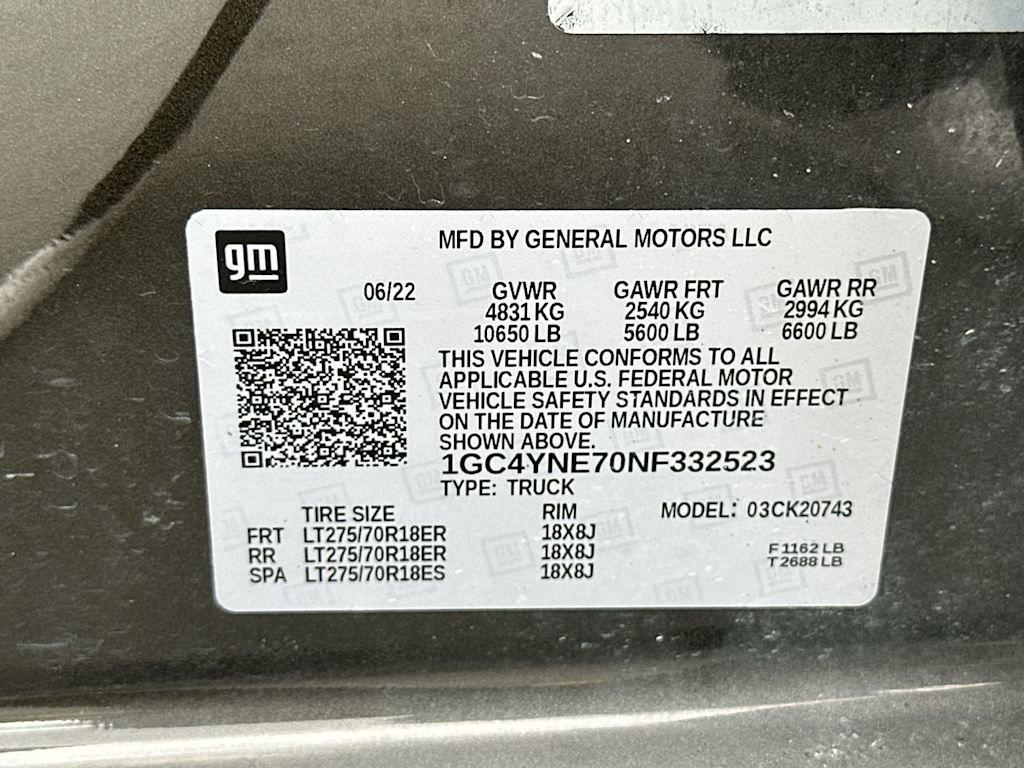 gm
MFD BY GENERAL MOTORS LLC
06/22 GVWR GAWR FRT GAWR RR
4831 KG 2540 KG 2994 KG
10650 LB 5600 LB 6600 LB
THIS VEHICLE CONFORMS TO ALL
APPLICABLE U.S. FEDERAL MOTOR
VEHICLE SAFETY STANDARDS IN EFFECT
ON THE DATE OF MANUFACTURE
SHOWN ABOVE.
1GC4YNE70NF332523
TYPE: TRUCK
TIRE SIZE RIM MODEL: 03CK20743
FRT LT275/70R18ER 18X8J
RR LT275/70R18ER 18X8J F1162 LB
SPA LT275/70R18ES 18X8J T2688 LB